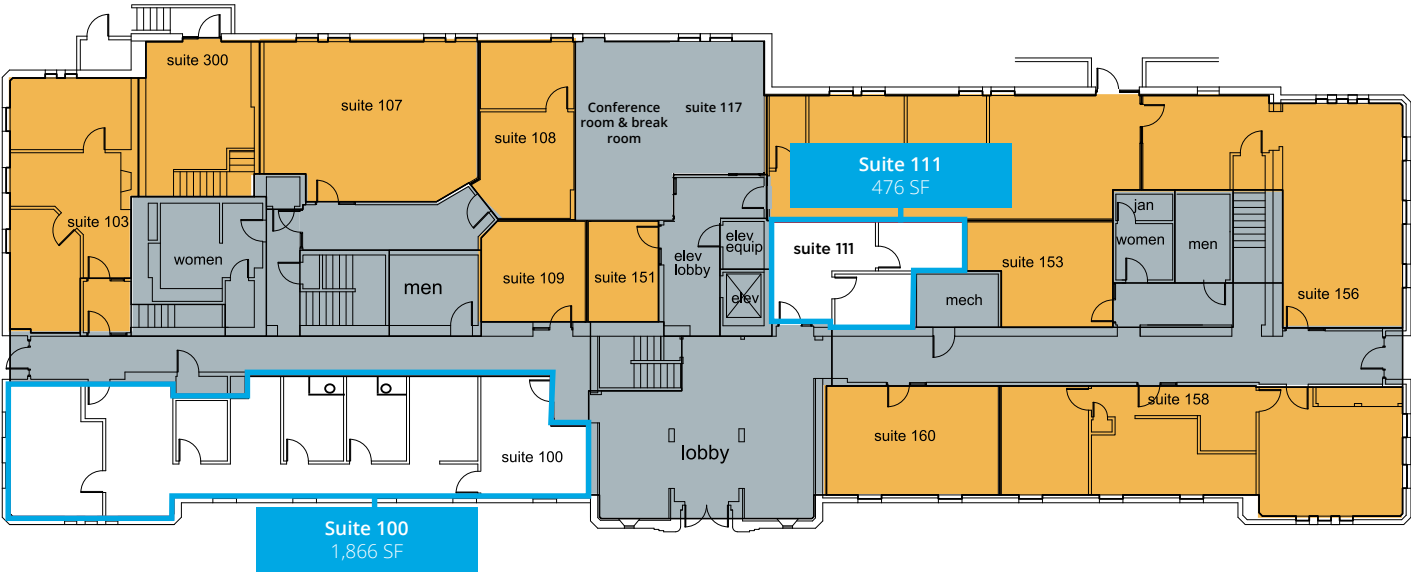 suite 300
suite 107
suite 108
Conference
room & break
room
suite 117
Suite 111
476 SF
suite 103
women
men
suite 109
suite 151
elev
lobby
elev
equip
elev
suite 111
suite 153
mech
jan
women
men
suite 156
suite 100
lobby
suite 160
suite 158
Suite 100
1,866 SF